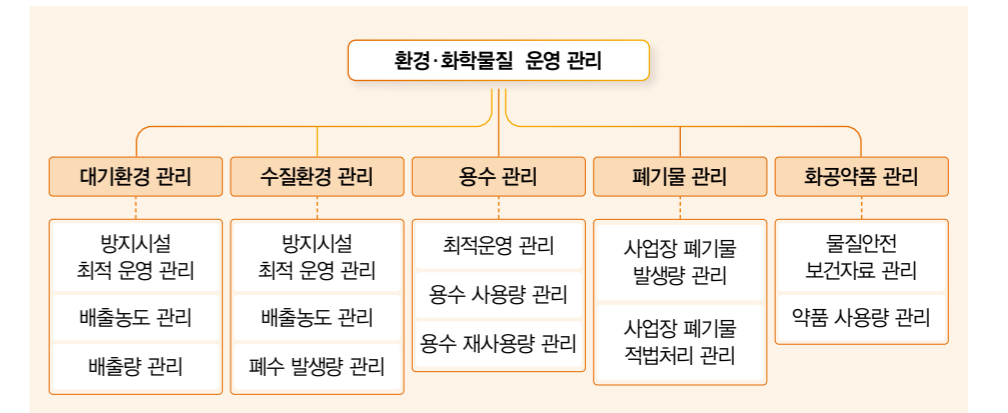 환경·화학물질 운영 관리
대기환경 관리
방지시설
최적 운영 관리
배출농도 관리
배출량 관리
수질환경 관리
방지시설
최적 운영 관리
배출농도 관리
폐수 발생량 관리
용수 관리
최적운영 관리
용수 사용량 관리
용수 재사용량 관리
폐기물 관리
사업장 폐기물
발생량 관리
사업장 폐기물
적법처리 관리
화공약품 관리
물질안전
보건자료 관리
약품 사용량 관리